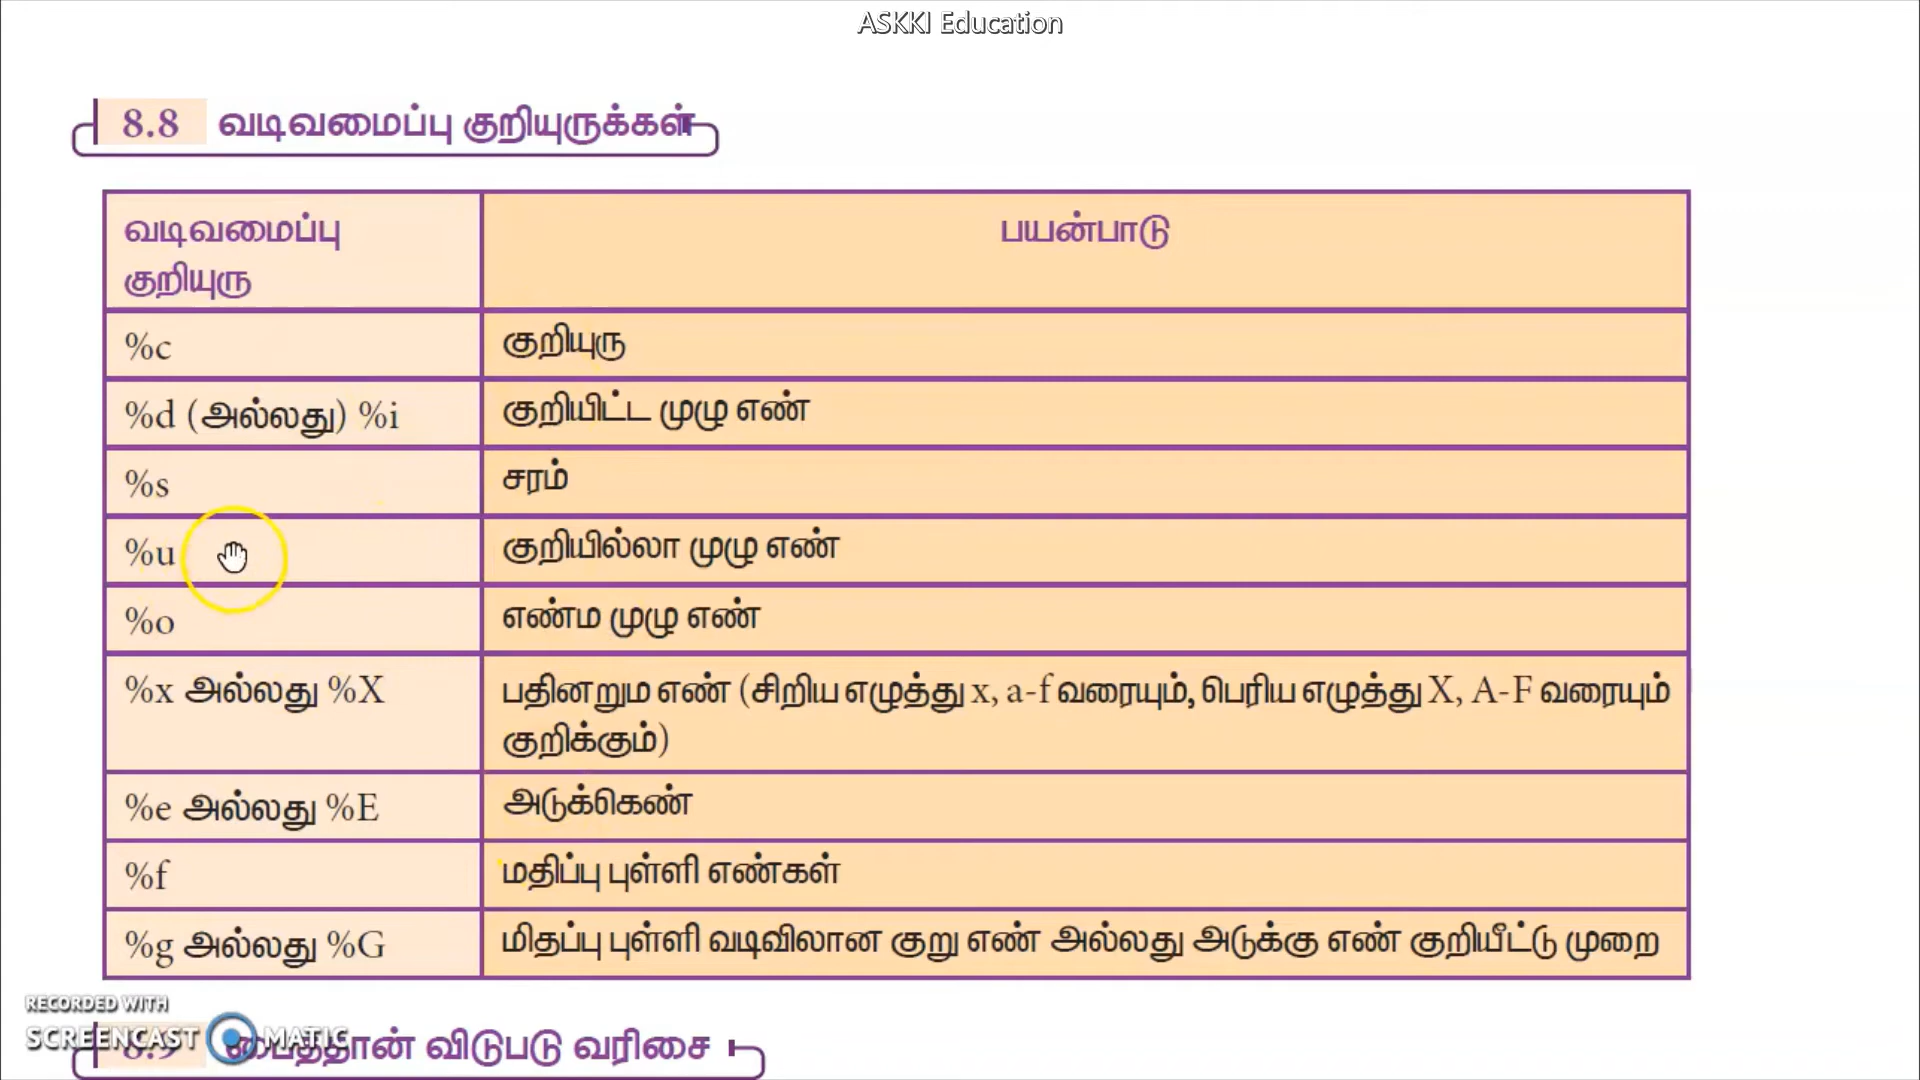 ASKKI Education
8.8 வடிவமைப்பு குறியுருக்கள்
வடிவமைப்பு
குறியுரு
பயன்பாடு
%c குறியுரு
%d (அல்லது) %i குறியிட்ட முழு எண்
%s சரம்
%u குறியில்லா முழு எண்
%o எண்ம முழு எண்
%x அல்லது %X பதினறும எண் (சிறிய எழுத்து x, a-f வரையும், பெரிய எழுத்து X, A-F வரையும்
குறிக்கும்)
%e அல்லது %E அடுக்கெண்
%f மதிப்பு புள்ளி எண்கள்
%g அல்லது %G மிதப்பு புள்ளி வடிவிலான குறு எண் அல்லது அடுக்கு எண் குறியீட்டு முறை
RECORDED WITH
SCREENCAST MATIC
8.9 பைத்தான் விடுபடு வரிசை